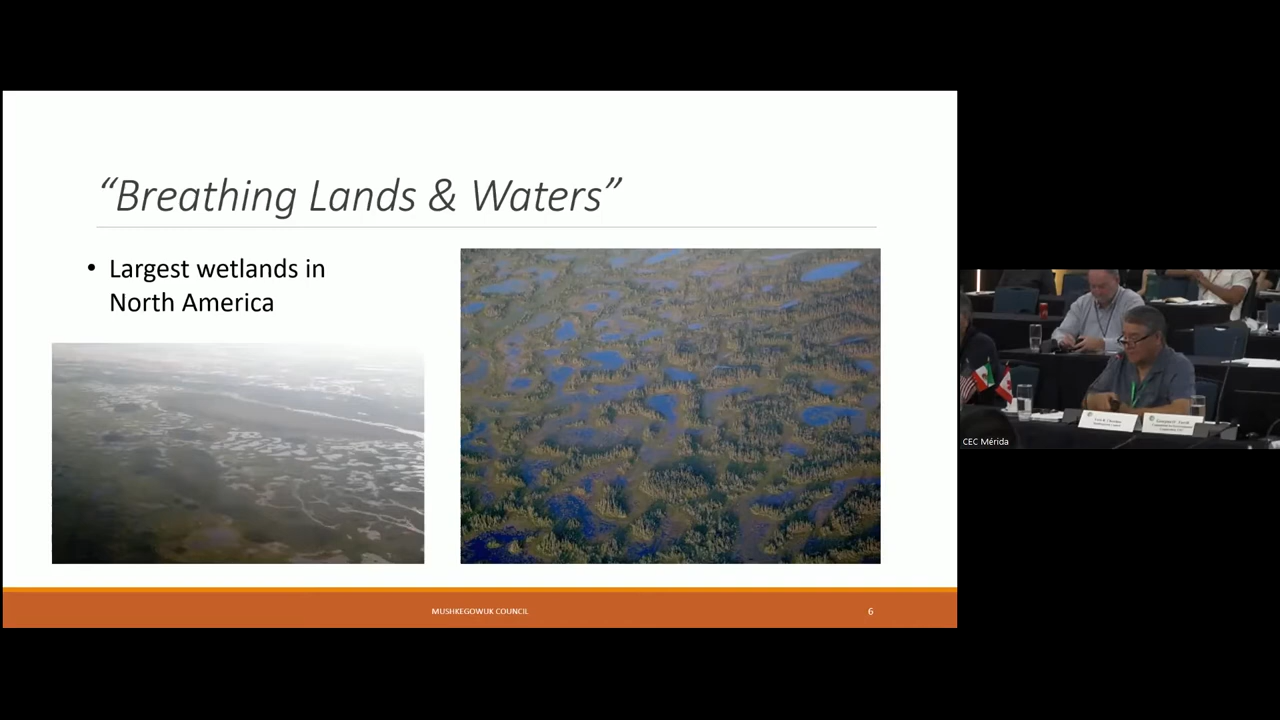 “Breathing Lands & Waters”
• Largest wetlands in
North America
MUSHKEGOWUK COUNCIL
6
CEC Mérida